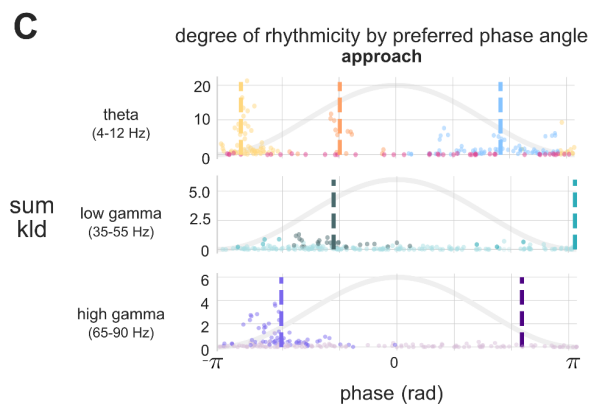 C
degree of rhythmicity by preferred phase angle
approach
sum
kld
theta
(4-12 Hz)
20
10
0
low gamma
(35-55 Hz)
5.0
2.5
0
high gamma
(65-90 Hz)
6
4
2
0
-π
0
π
phase (rad)